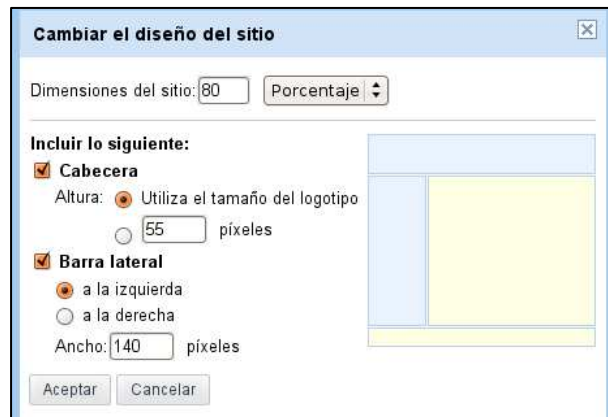 Cambiar el diseño del sitio
Dimensiones del sitio: 80 Porcentaje
Incluir lo siguiente:
Cabecera
Altura: Utiliza el tamaño del logotipo
55 píxeles
Barra lateral
a la izquierda
a la derecha
Ancho: 140 píxeles
Aceptar Cancelar